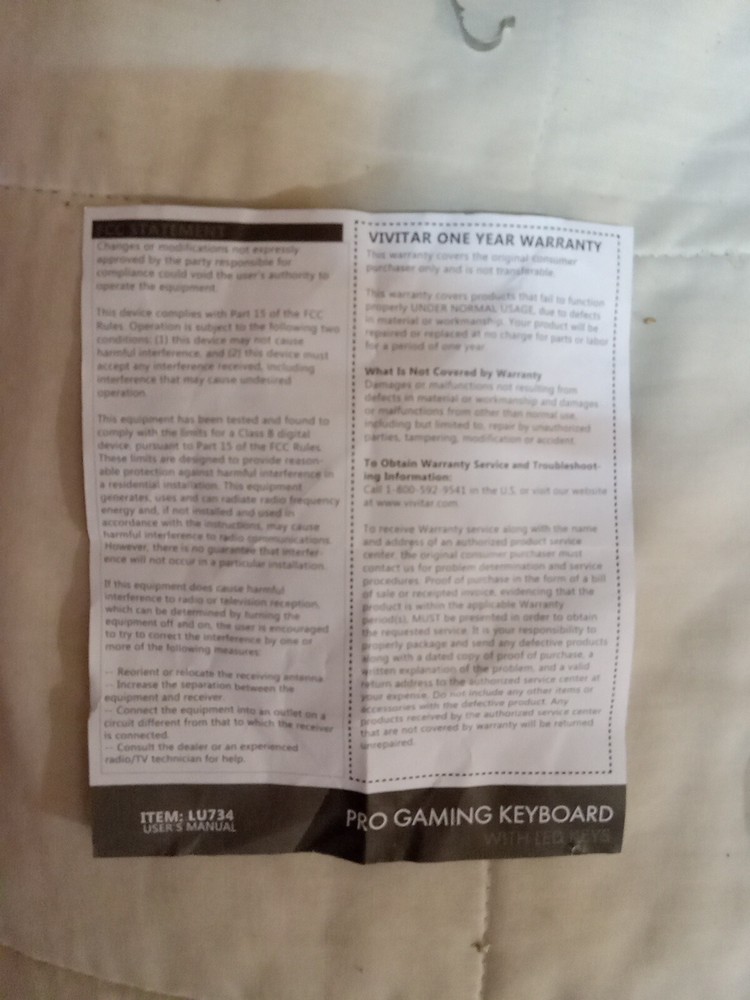 FCC STATEMENT
Changes or modifications not expressly
approved by the party responsible for
compliance could void the user's authority to
operate the equipment.
This device complies with Part 15 of the FCC
Rules. Operation is subject to the following two
conditions: (1) this device may not cause
harmful interference, and (2) this device must
accept any interference received, including
interference that may cause undesired
operation.
This equipment has been tested and found to
comply with the limits for a Class B digital
device, pursuant to Part 15 of the FCC Rules.
These limits are designed to provide reason-
able protection against harmful interference in
a residential installation. This equipment
generates, uses and can radiate radio frequency
energy and, if not installed and used in
accordance with the instructions, may cause
harmful interference to radio communications.
However, there is no guarantee that interfer-
ence will not occur in a particular installation.
If this equipment does cause harmful
interference to radio or television reception,
which can be determined by turning the
equipment off and on, the user is encouraged
to try to correct the interference by one or
more of the following measures:
-- Reorient or relocate the receiving antenna
-- Increase the separation between the
equipment and receiver.
-- Connect the equipment into an outlet on a
circuit different from that to which the receiver
is connected.
-- Consult the dealer or an experienced
radio/TV technician for help.
VIVITAR ONE YEAR WARRANTY
This warranty covers the original consumer
purchaser only and is not transferable.
This warranty covers products that fail to function
properly UNDER NORMAL USAGE, due to defects
in material or workmanship. Your product will be
repaired or replaced at no charge for parts or labor
for a period of one year.
What Is Not Covered by Warranty
Damages or malfunctions not resulting from
defects in material or workmanship and damages
or malfunctions from other than normal use,
including but limited to, repair by unauthorized
parties, tampering, modification or accident.
To Obtain Warranty Service and Troubleshoot-
ing Information:
Call 1-800-592-9541 in the U.S. or visit our website
at www.vivitar.com.
To receive Warranty service along with the name
and address of an authorized product service
center, the original consumer purchaser must
contact us for problem determination and service
procedures. Proof of purchase in the form of a bill
of sale or receipted invoice, evidencing that the
product is within the applicable Warranty
period(s), MUST be presented in order to obtain
the requested service. It is your responsibility to
properly package and send any defective products
along with a dated copy of proof of purchase, a
written explanation of the problem, and a valid
return address to the authorized service center at
your expense. Do not include any other items or
accessories with the defective product. Any
products received by the authorized service center
that are not covered by warranty will be returned
unrepaired.
ITEM: LU734
USER'S MANUAL
PRO GAMING KEYBOARD
WITH LED KEYS